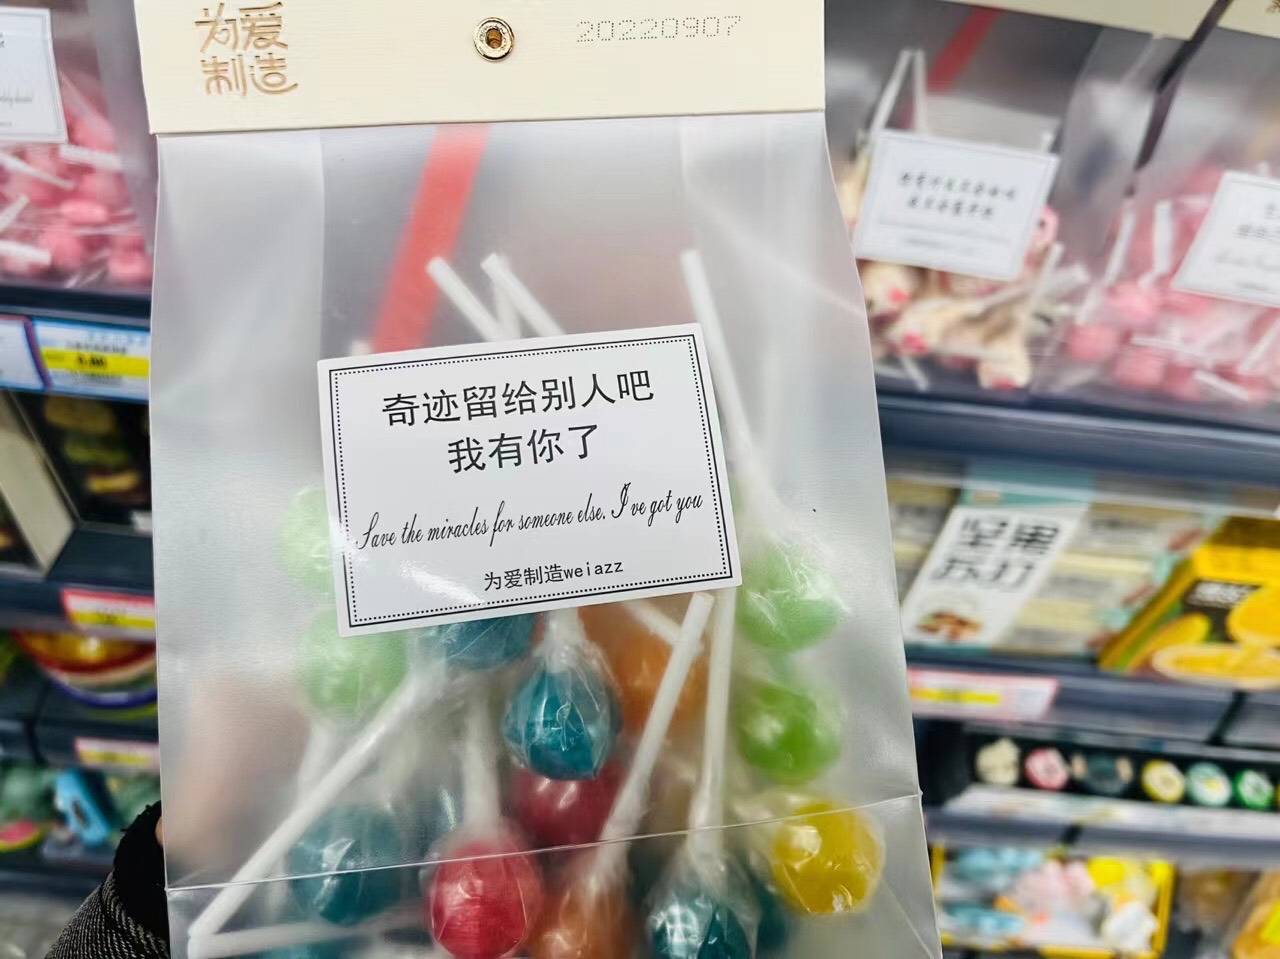 为爱
制造
20220907
奇迹留给别人吧
我有你了
Save the miracles for someone else. I've got you
为爱制造weiazz
坚果
苏打